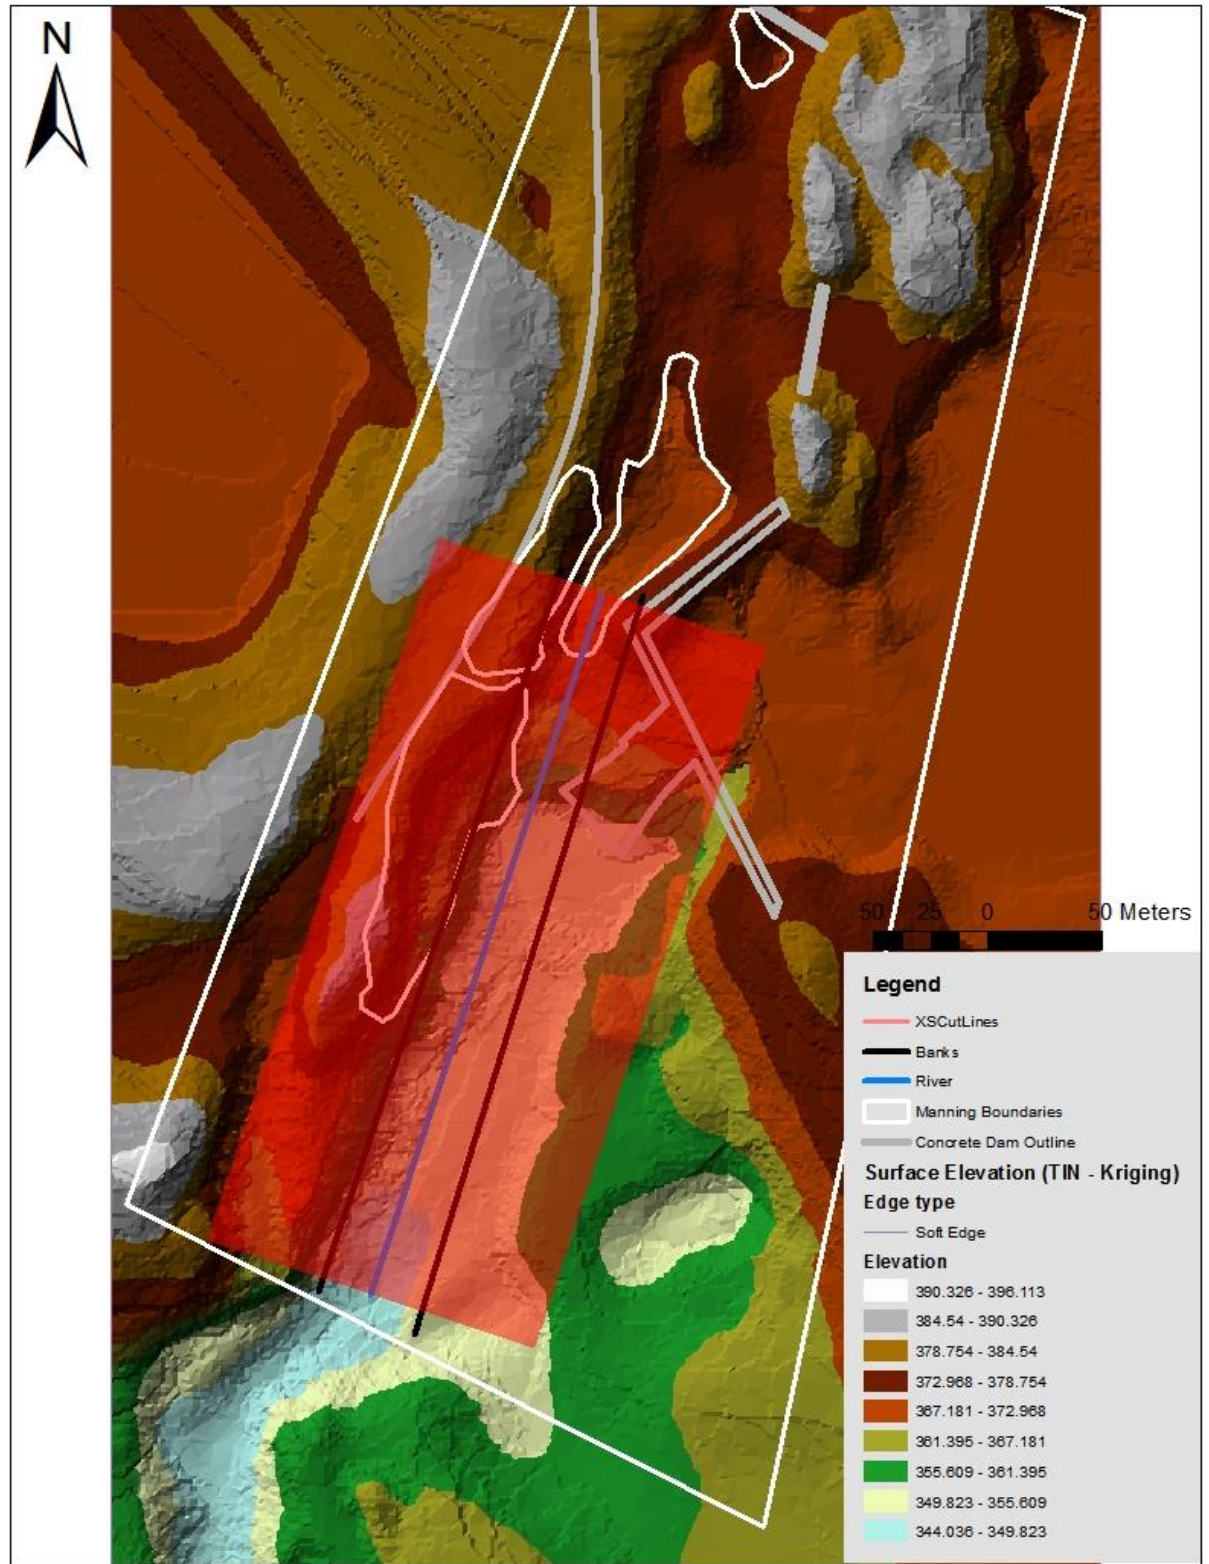 N
50 25 0 50 Meters
Legend
XSCutLines
Banks
River
Manning Boundaries
Concrete Dam Outline
Surface Elevation (TIN - Kriging)
Edge type
Soft Edge
Elevation
390.326 - 396.113
384.54 - 390.326
378.754 - 384.54
372.968 - 378.754
367.181 - 372.968
361.395 - 367.181
355.609 - 361.395
349.823 - 355.609
344.036 - 349.823